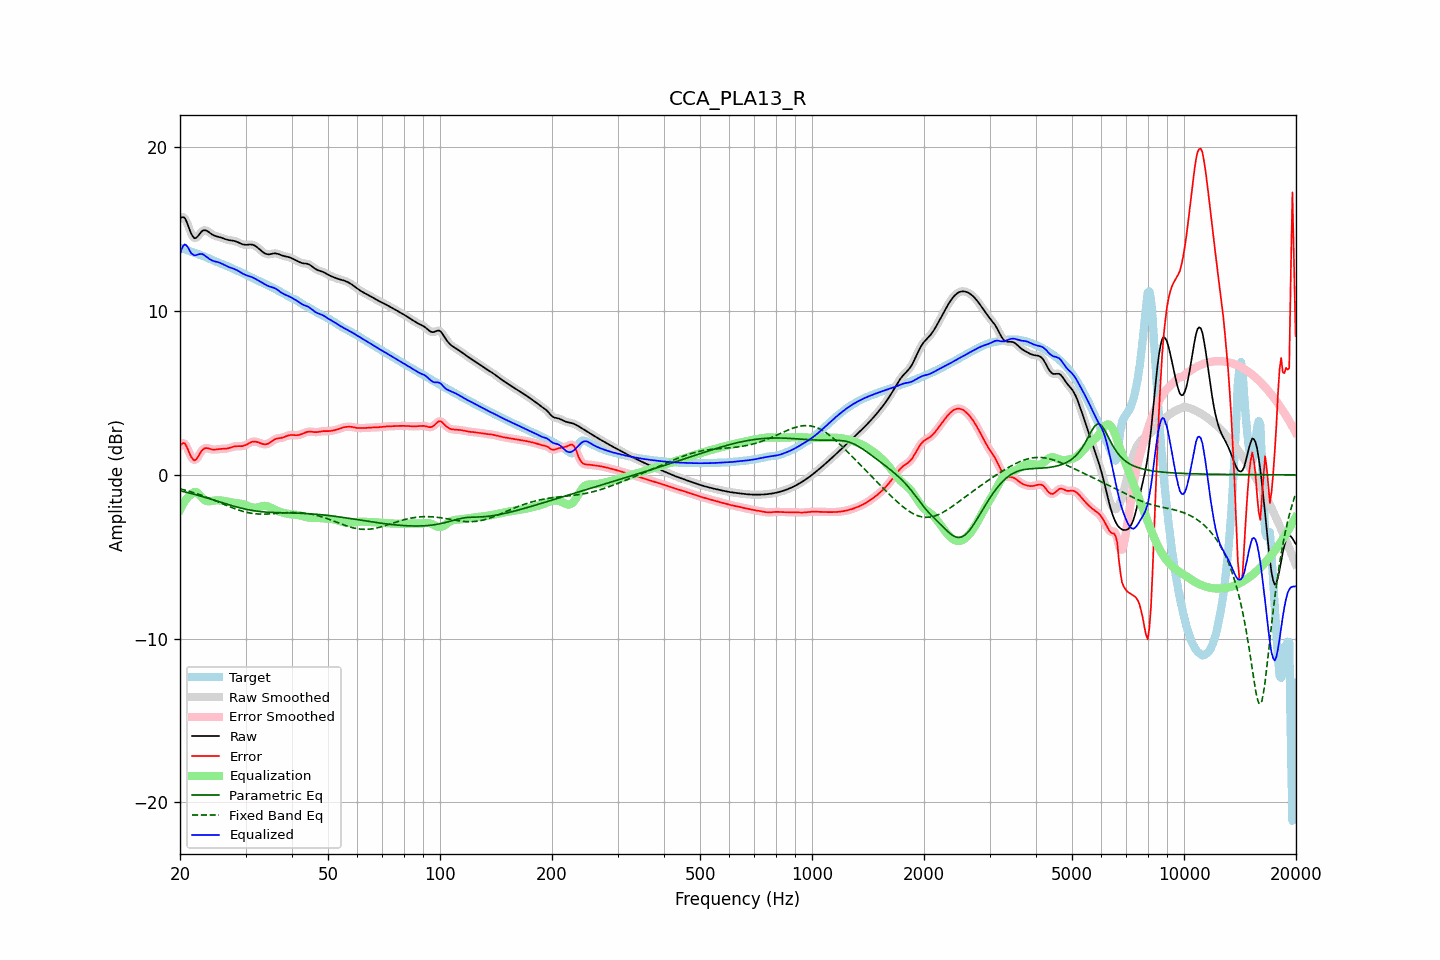 CCA_PLA13_R
Amplitude (dBr)
20
10
0
−10
−20
Target
Raw Smoothed
Error Smoothed
Raw
Error
Equalization
Parametric Eq
Fixed Band Eq
Equalized
20 50 100 200 500 1000 2000 5000 10000 20000
Frequency (Hz)